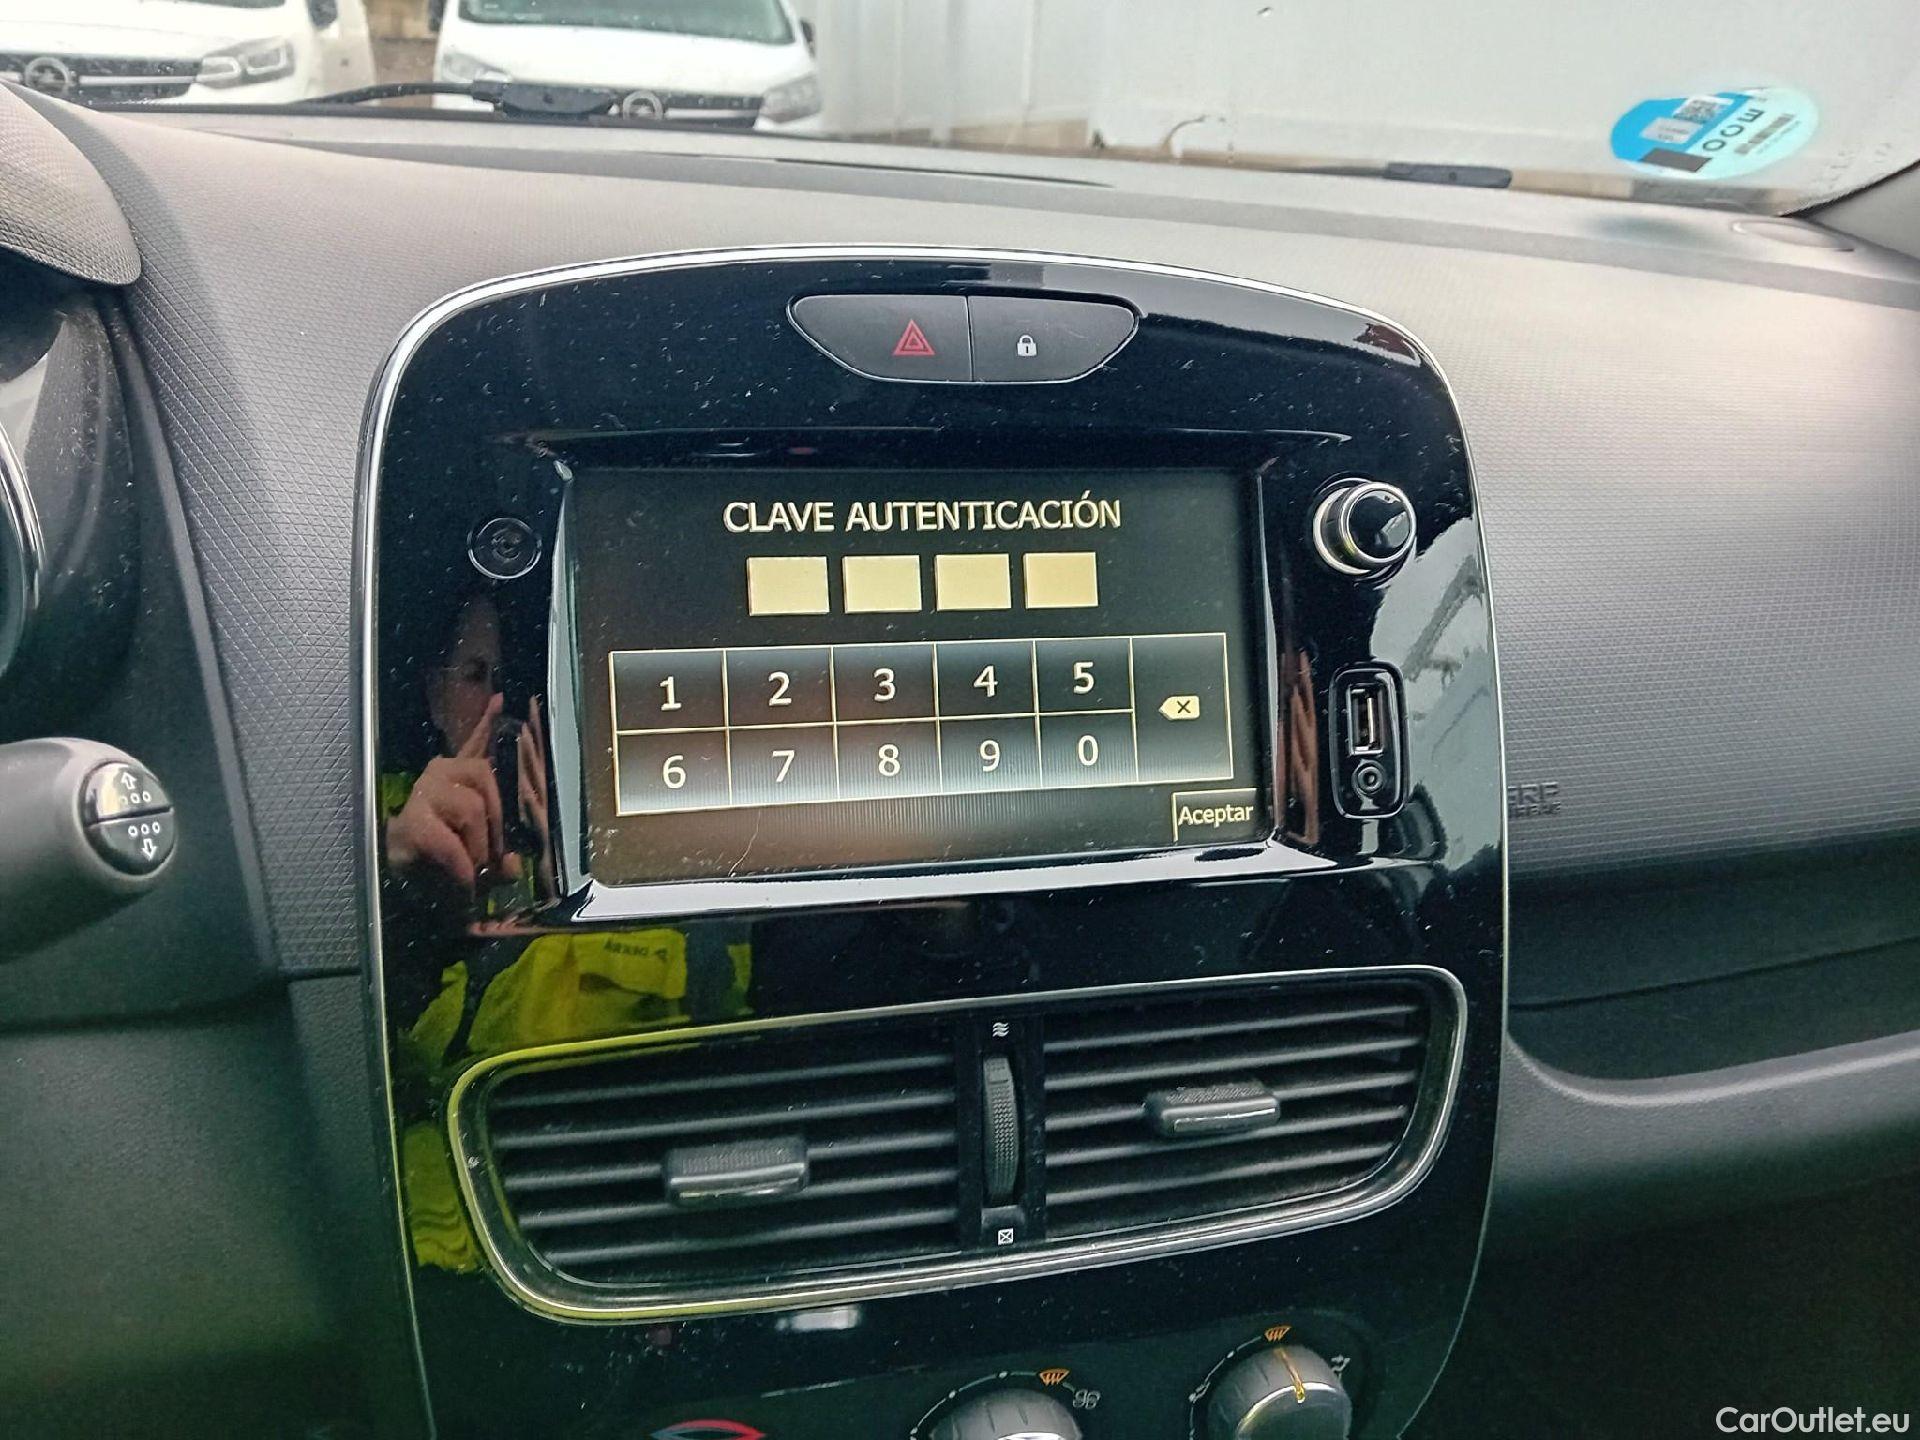 CLAVE AUTENTICACIÓN
1 2 3 4 5
6 7 8 9 0
Aceptar
CarOutlet.eu